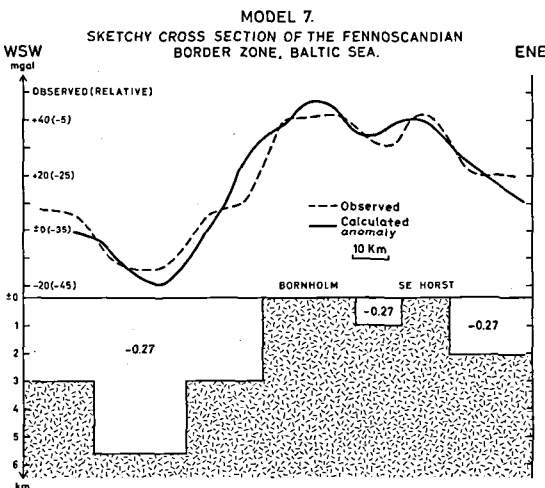 MODEL 7.
SKETCHY CROSS SECTION OF THE FENNOSCANDIAN
BORDER ZONE, BALTIC SEA.
WSW
ENE
mgal
OBSERVED (RELATIVE)
+40(-5)
+20(-25)
±0(-35)
-20(-45)
Observed
Calculated
anomaly
10 Km
BORNHOLM
SE HORST
±0
1
2
3
4
5
6
km
-0.27
-0.27
-0.27